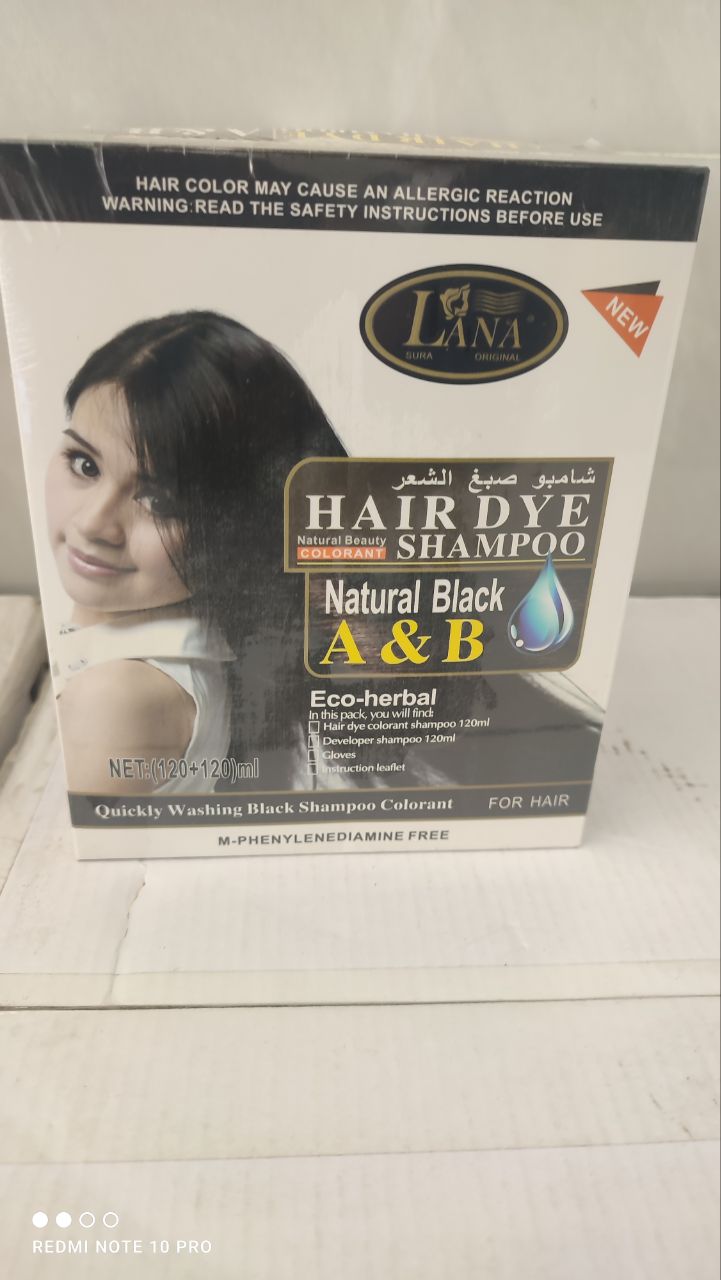 HAIR COLOR MAY CAUSE AN ALLERGIC REACTION
WARNING:READ THE SAFETY INSTRUCTIONS BEFORE USE
LANA
SURA ORIGINAL
NEW
شامبو صبغ الشعر
HAIR DYE
Natural Beauty
COLORANT
SHAMPOO
Natural Black
A & B
Eco-herbal
In this pack, you will find:
Hair dye colorant shampoo 120ml
Developer shampoo 120ml
Gloves
Instruction leaflet
NET:(120+120)ml
Quickly Washing Black Shampoo Colorant FOR HAIR
M-PHENYLENEDIAMINE FREE
REDMI NOTE 10 PRO